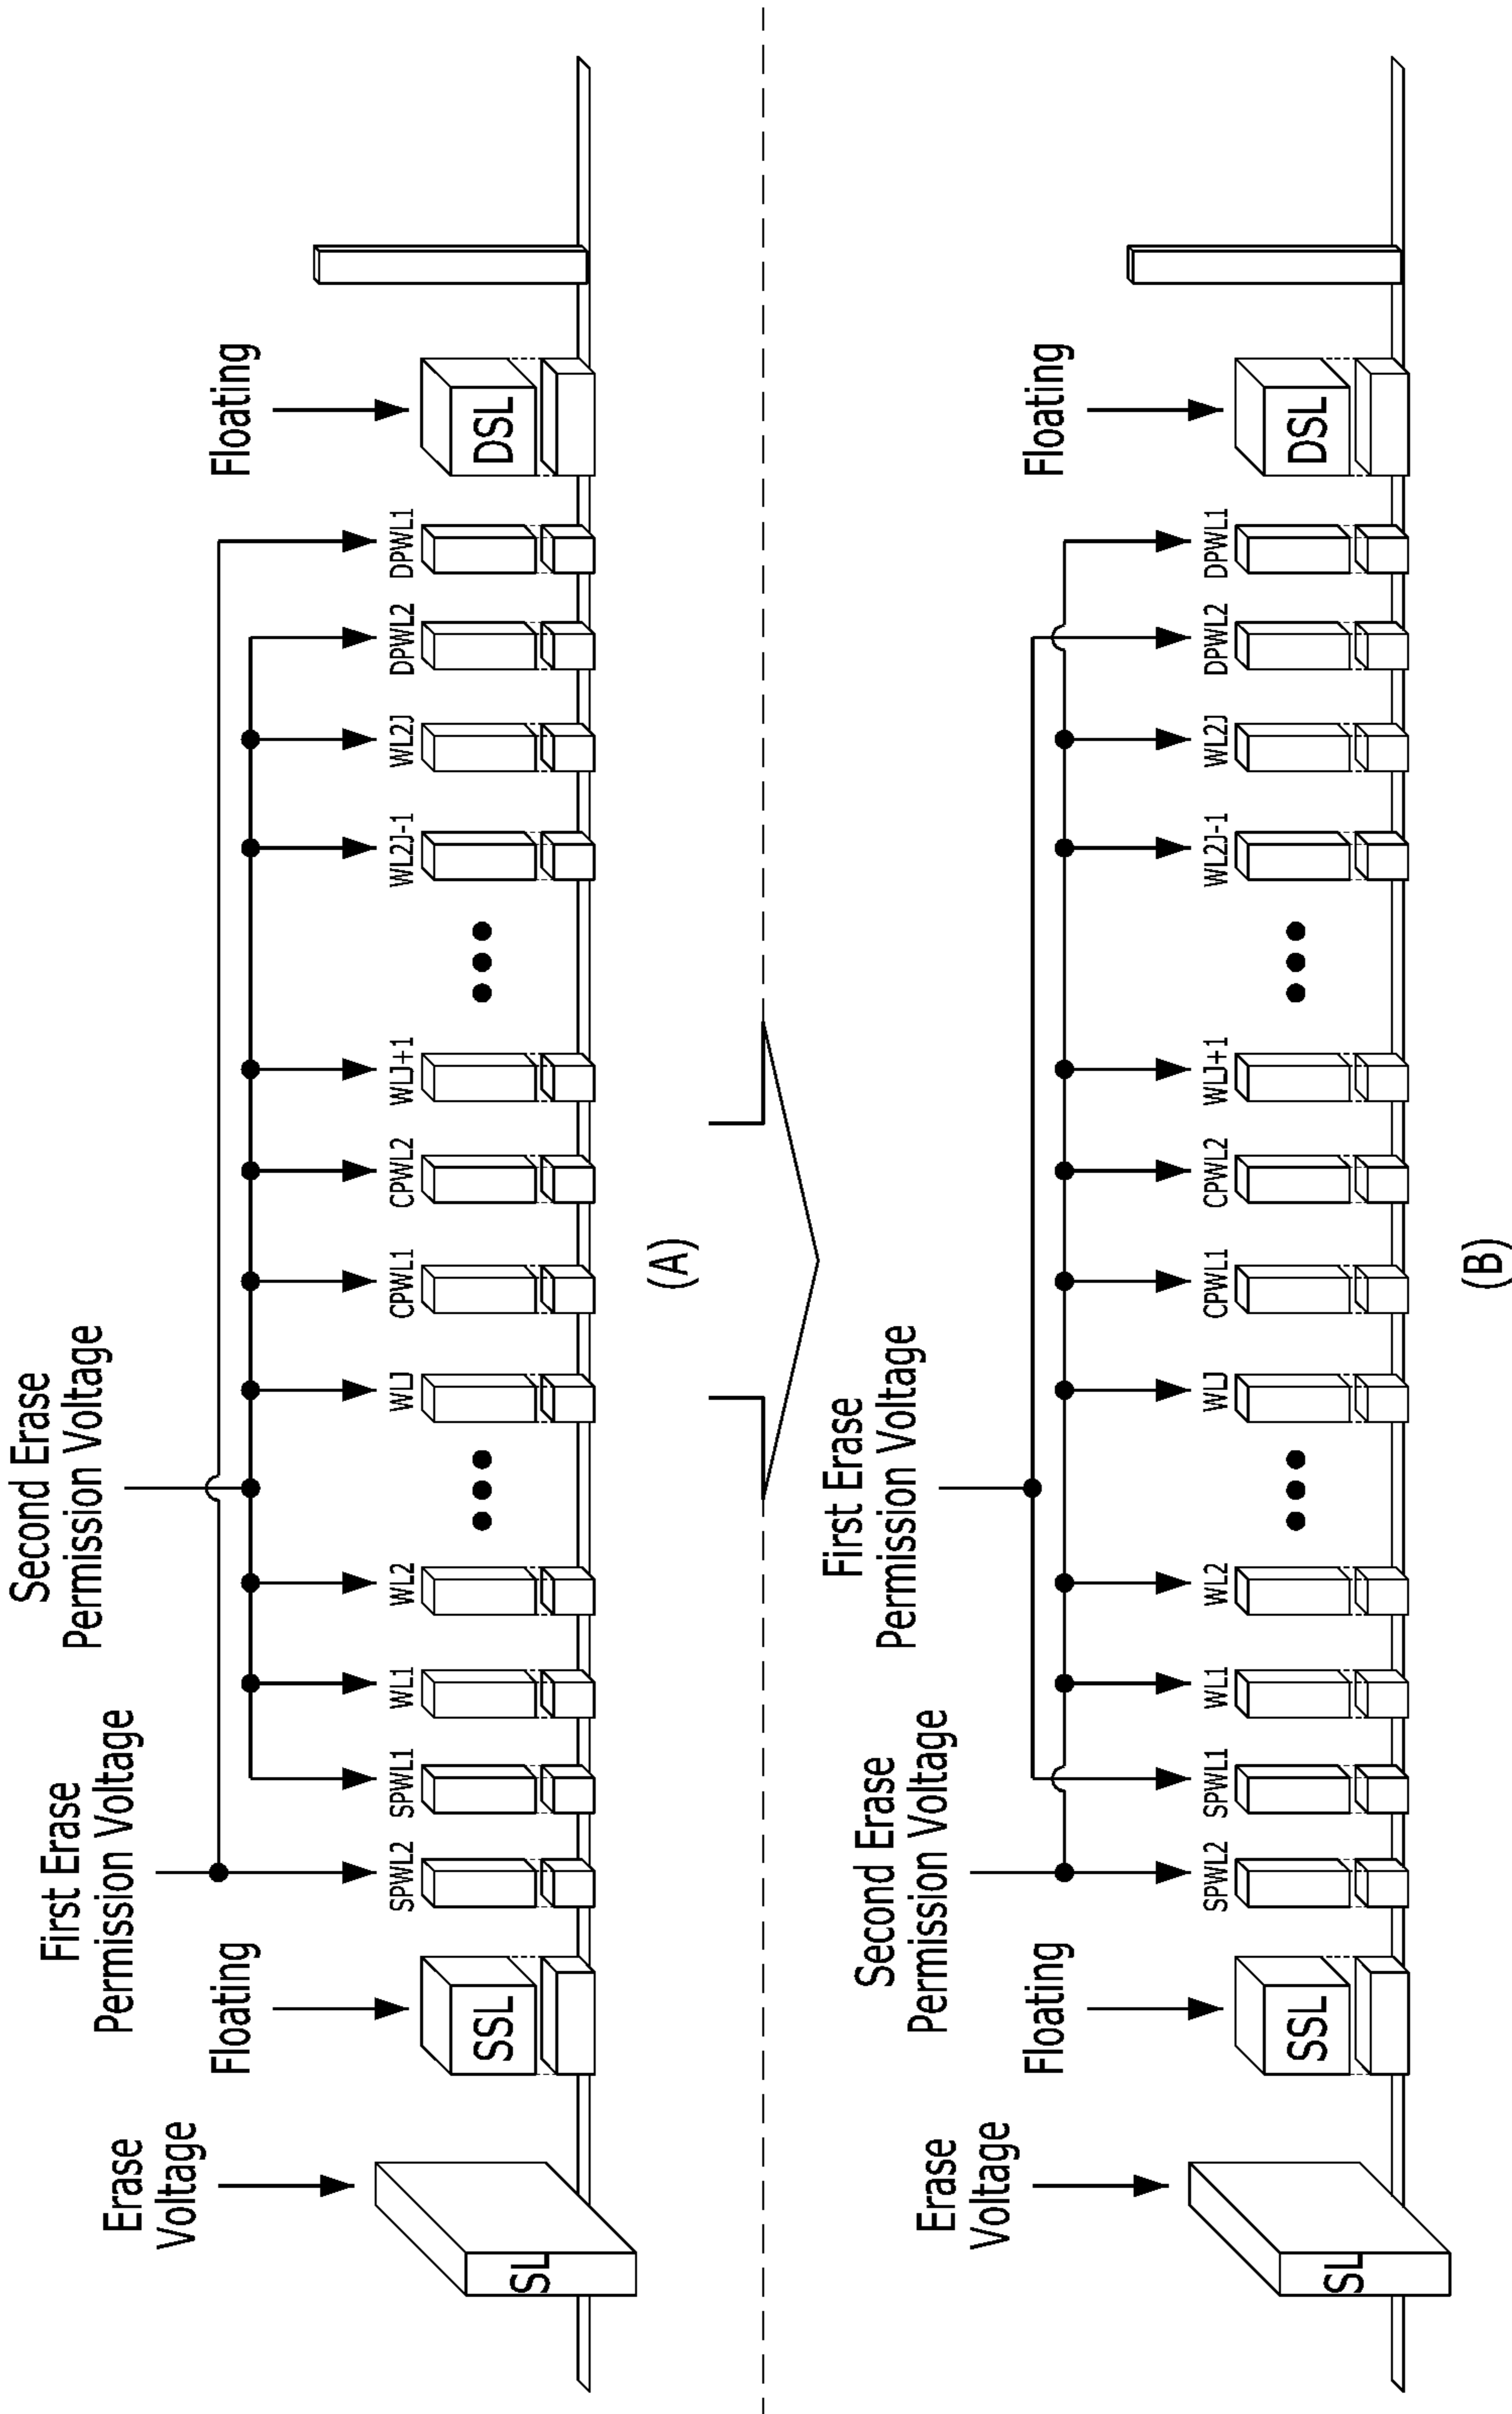 Second Erase
Permission Voltage
First Erase
Permission Voltage
Erase
Voltage
Floating
Floating
SL
SSL
SPWL2
SPWL1
WL1
WL2
WLJ
CPWL1
CPWL2
WLJ+1
WL2J-1
WL2J
DPWL2
DPWL1
DSL
(A)
First Erase
Permission Voltage
Second Erase
Permission Voltage
Erase
Voltage
Floating
Floating
SL
SSL
SPWL2
SPWL1
WL1
WL2
WLJ
CPWL1
CPWL2
WLJ+1
WL2J-1
WL2J
DPWL2
DPWL1
DSL
(B)